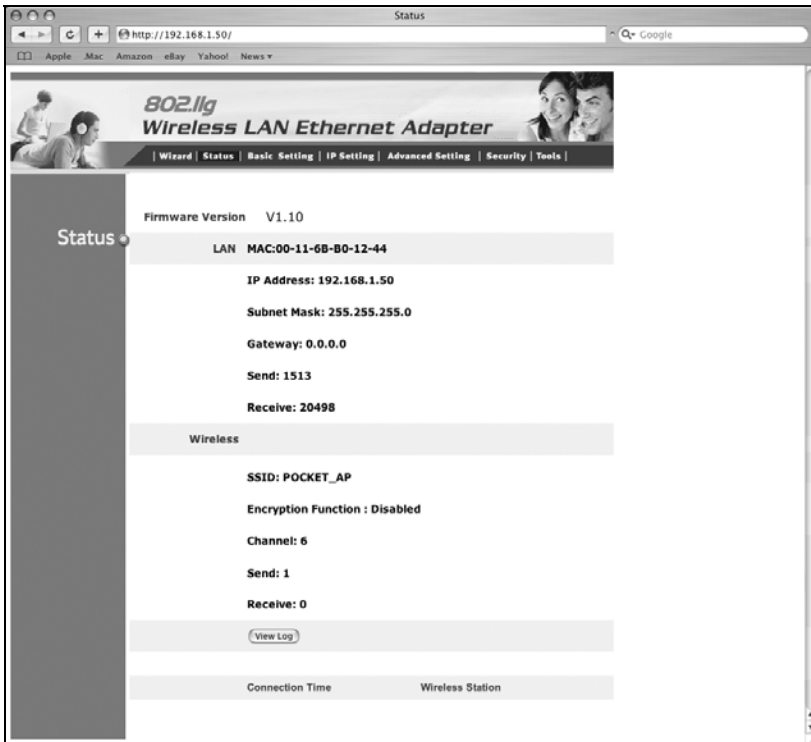 Status
http://192.168.1.50/
Google
Apple .Mac Amazon eBay Yahoo! News
802.11g
Wireless LAN Ethernet Adapter
| Wizard | Status | Basic Setting | IP Setting | Advanced Setting | Security | Tools |
Status
Firmware Version V1.10
LAN MAC:00-11-6B-B0-12-44
IP Address: 192.168.1.50
Subnet Mask: 255.255.255.0
Gateway: 0.0.0.0
Send: 1513
Receive: 20498
Wireless
SSID: POCKET_AP
Encryption Function : Disabled
Channel: 6
Send: 1
Receive: 0
View Log
Connection Time Wireless Station